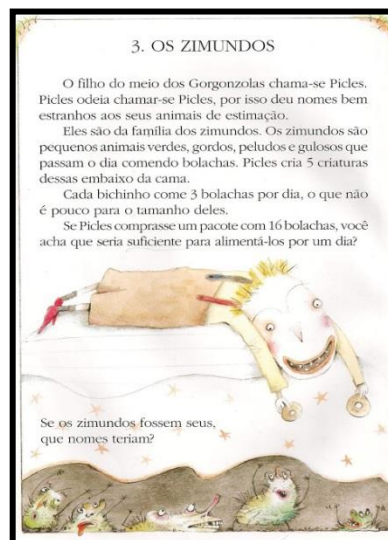 3. OS ZIMUNDOS
O filho do meio dos Gorgonzolas chama-se Picles.
Picles odeia chamar-se Picles, por isso deu nomes bem
estranhos aos seus animais de estimação.
Eles são da família dos zimundos. Os zimundos são
pequenos animais verdes, gordos, peludos e gulosos que
passam o dia comendo bolachas. Picles cria 5 criaturas
dessas embaixo da cama.
Cada bichinho come 3 bolachas por dia, o que não
é pouco para o tamanho deles.
Se Picles comprasse um pacote com 16 bolachas, você
acha que seria suficiente para alimentá-los por um dia?
Se os zimundos fossem seus,
que nomes teriam?